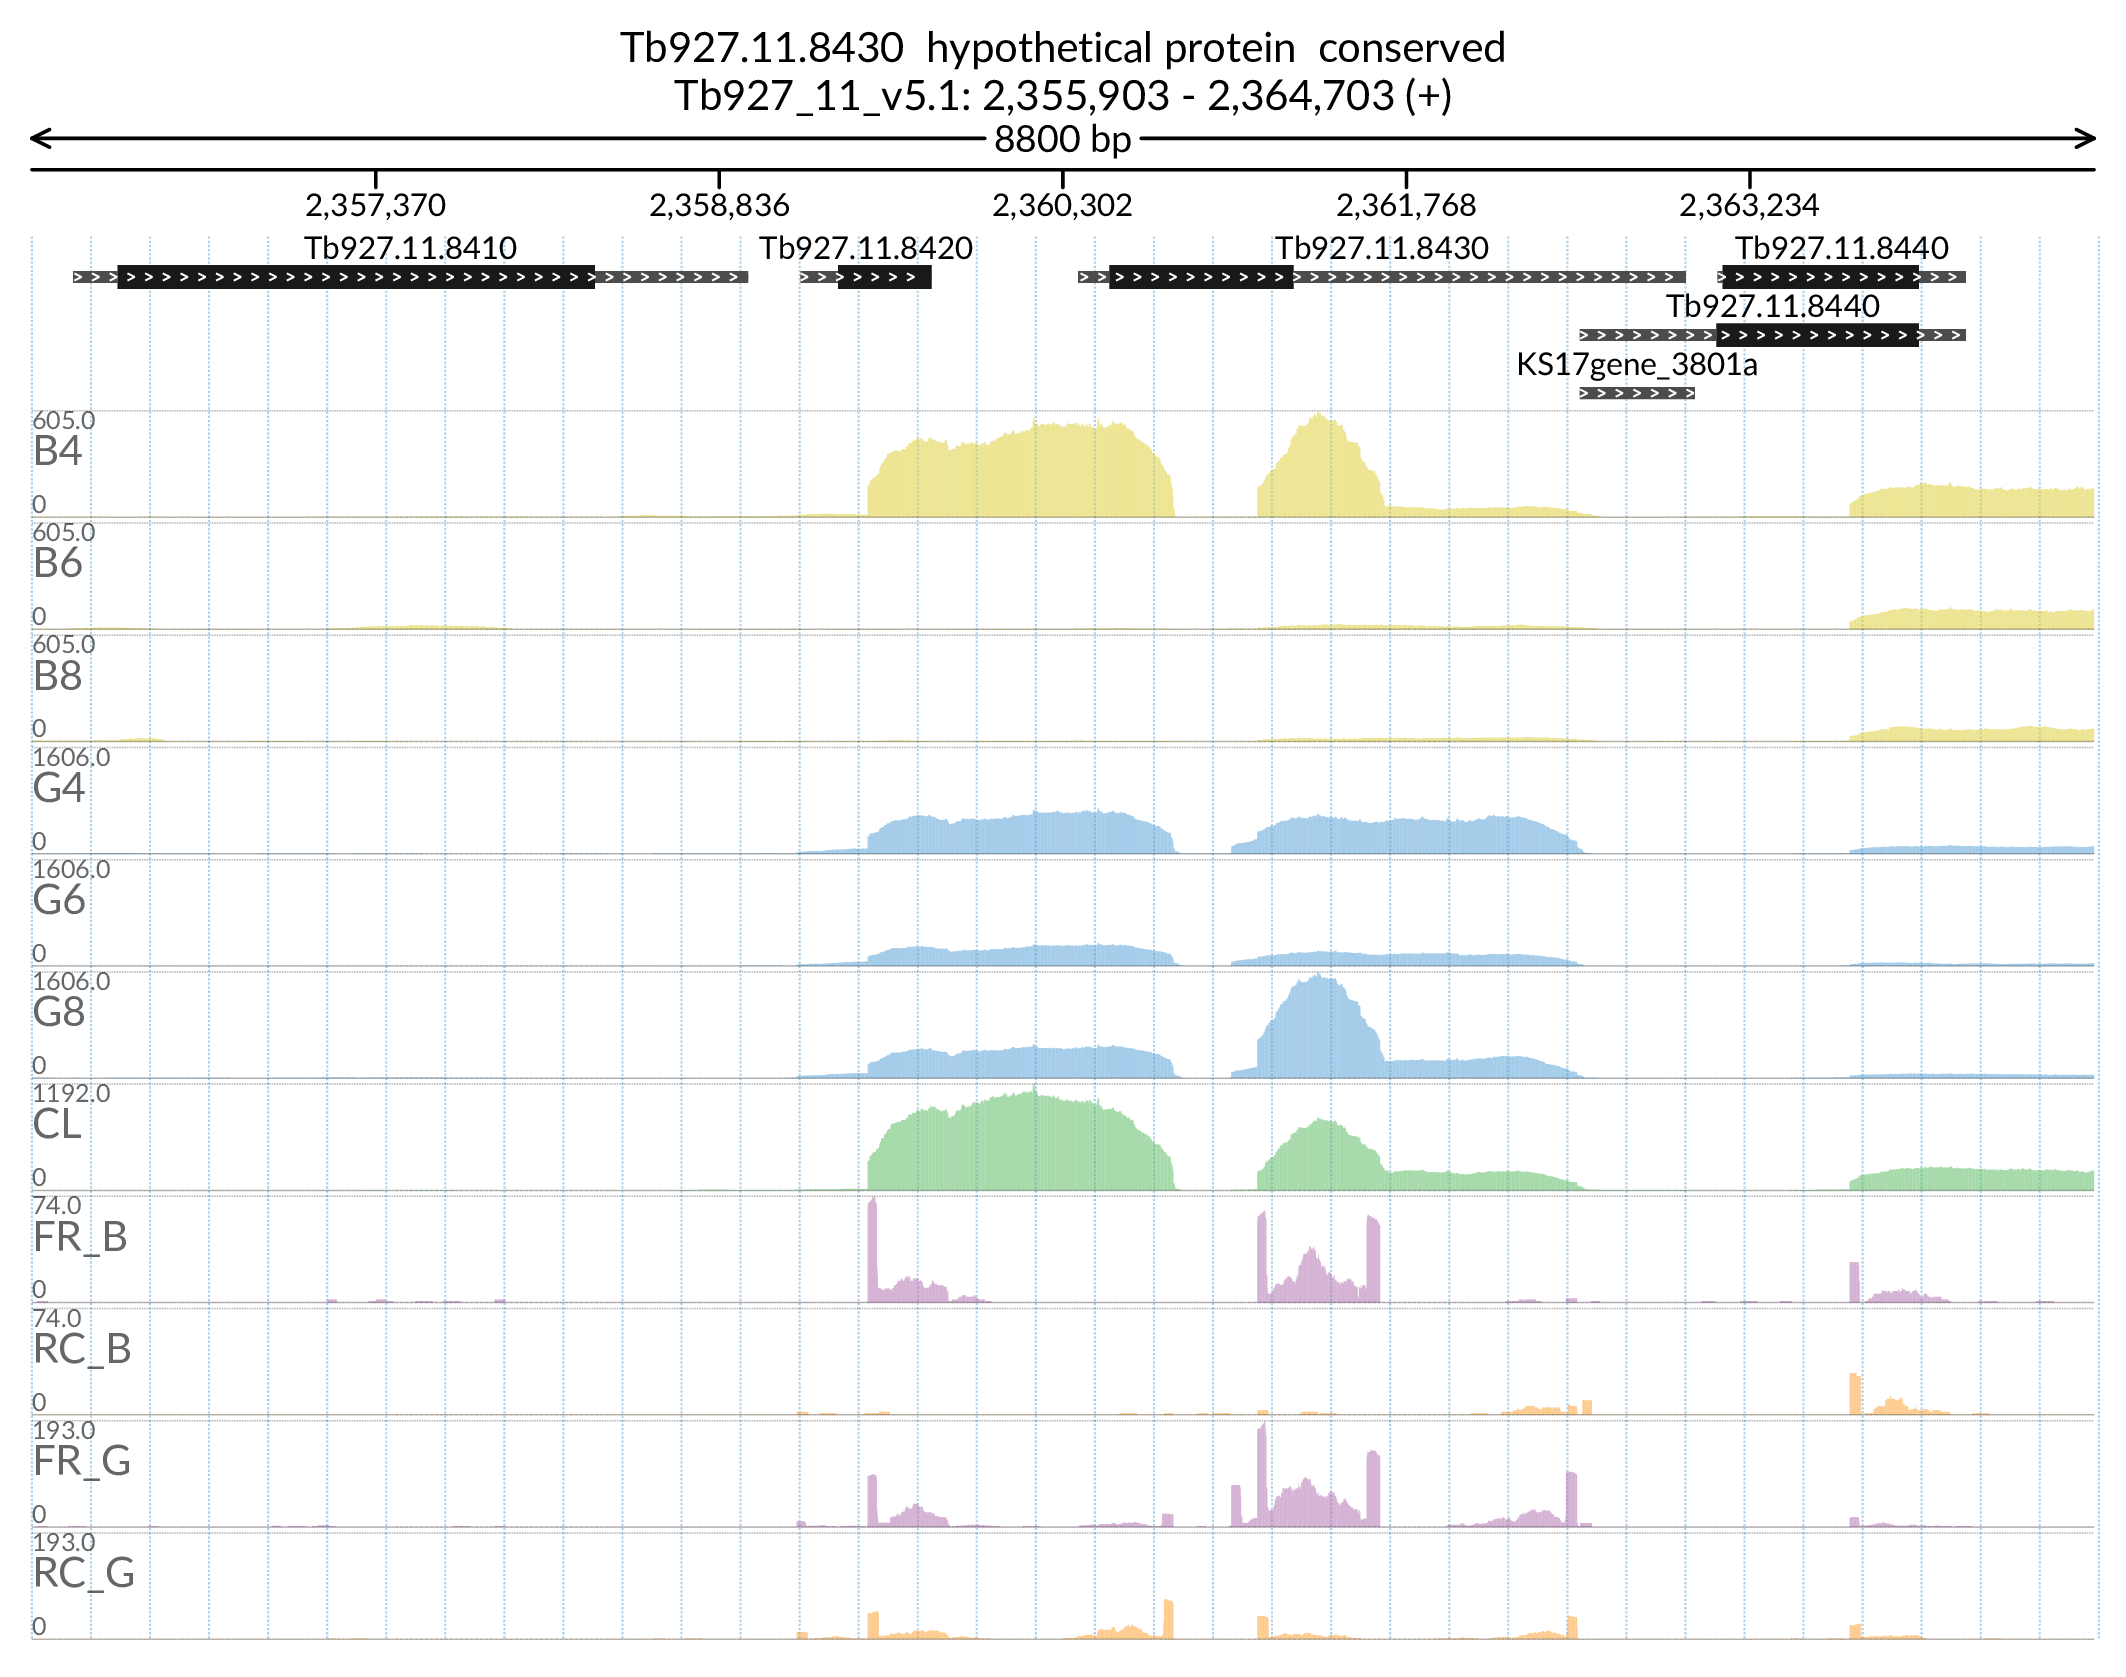 Tb927.11.8430 hypothetical protein conserved
Tb927_11_v5.1: 2,355,903 - 2,364,703 (+)
8800 bp
2,357,370 2,358,836 2,360,302 2,361,768 2,363,234
Tb927.11.8410 Tb927.11.8420 Tb927.11.8430 Tb927.11.8440
Tb927.11.8440
KS17gene_3801a
605.0
B4
0
605.0
B6
0
605.0
B8
0
1606.0
G4
0
1606.0
G6
0
1606.0
G8
0
1192.0
CL
0
74.0
FR_B
0
74.0
RC_B
0
193.0
FR_G
0
193.0
RC_G
0